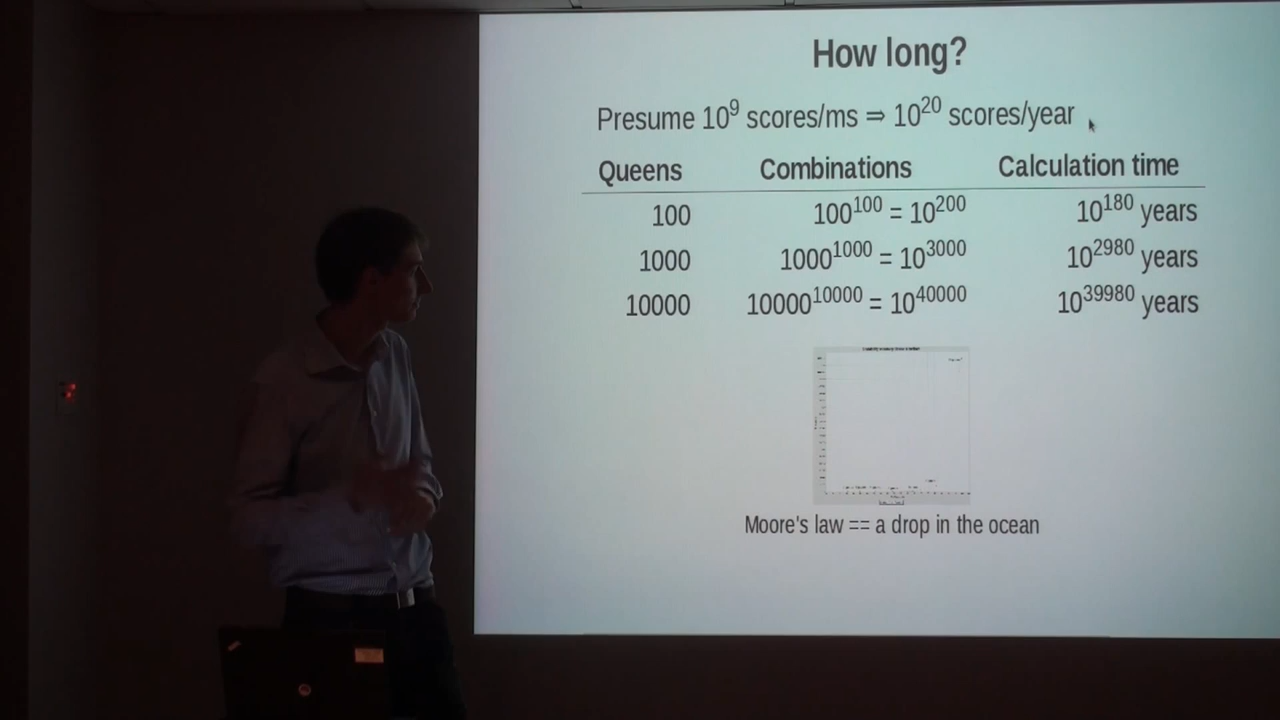 How long?
Presume 10⁹ scores/ms ⇒ 10²⁰ scores/year
Queens Combinations Calculation time
100 100¹⁰⁰ = 10²⁰⁰ 10¹⁸⁰ years
1000 1000¹⁰⁰⁰ = 10³⁰⁰⁰ 10²⁹⁸⁰ years
10000 10000¹⁰⁰⁰⁰ = 10⁴⁰⁰⁰⁰ 10³⁹⁹⁸⁰ years
Moore's law == a drop in the ocean